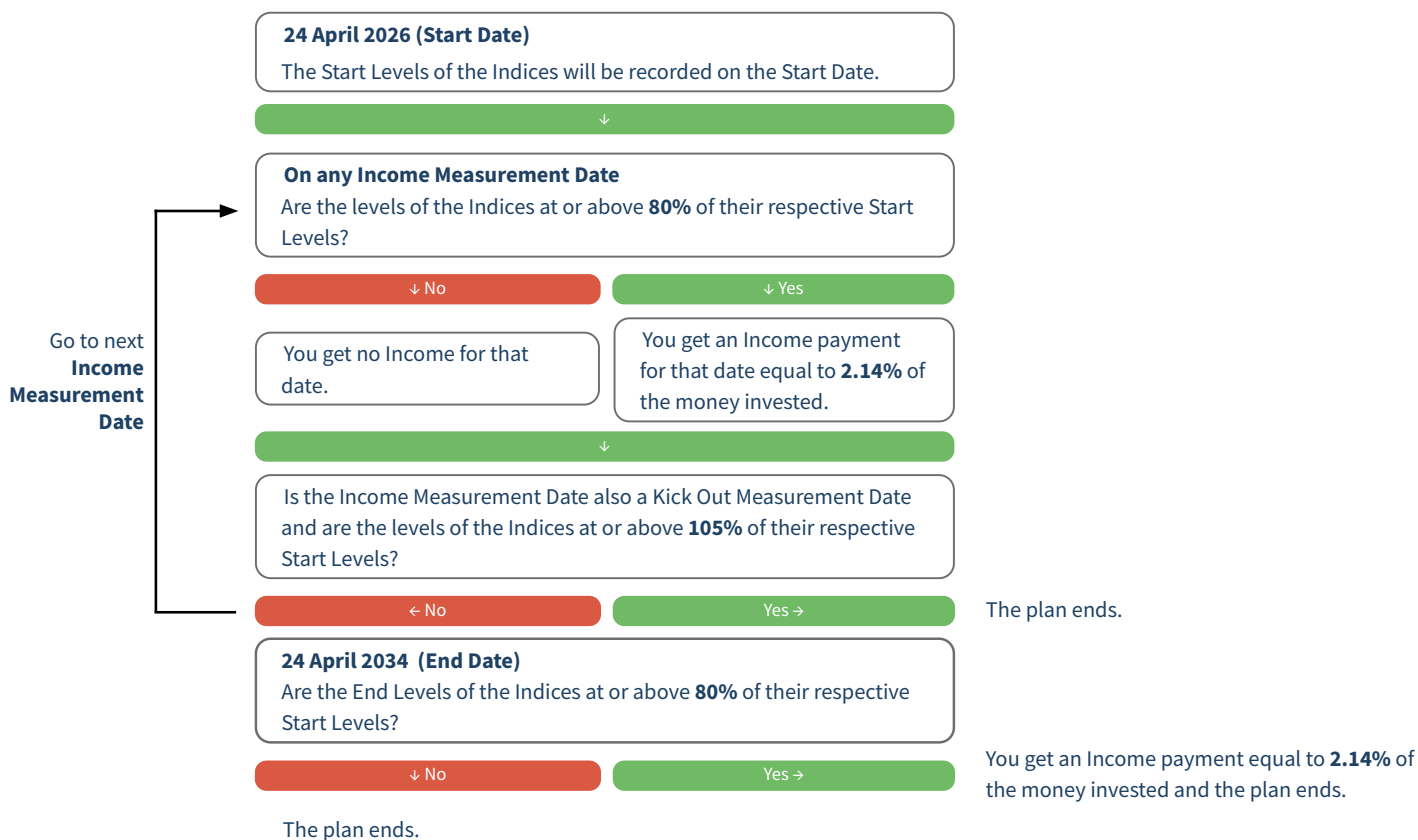 24 April 2026 (Start Date)
The Start Levels of the Indices will be recorded on the Start Date.
↓
On any Income Measurement Date
Are the levels of the Indices at or above 80% of their respective Start
Levels?
↓ No
↓ Yes
You get no Income for that
date.
You get an Income payment
for that date equal to 2.14% of
the money invested.
Go to next
Income
Measurement
Date
↓
Is the Income Measurement Date also a Kick Out Measurement Date
and are the levels of the Indices at or above 105% of their respective
Start Levels?
← No
Yes →
The plan ends.
24 April 2034 (End Date)
Are the End Levels of the Indices at or above 80% of their respective
Start Levels?
↓ No
Yes →
You get an Income payment equal to 2.14% of
the money invested and the plan ends.
The plan ends.